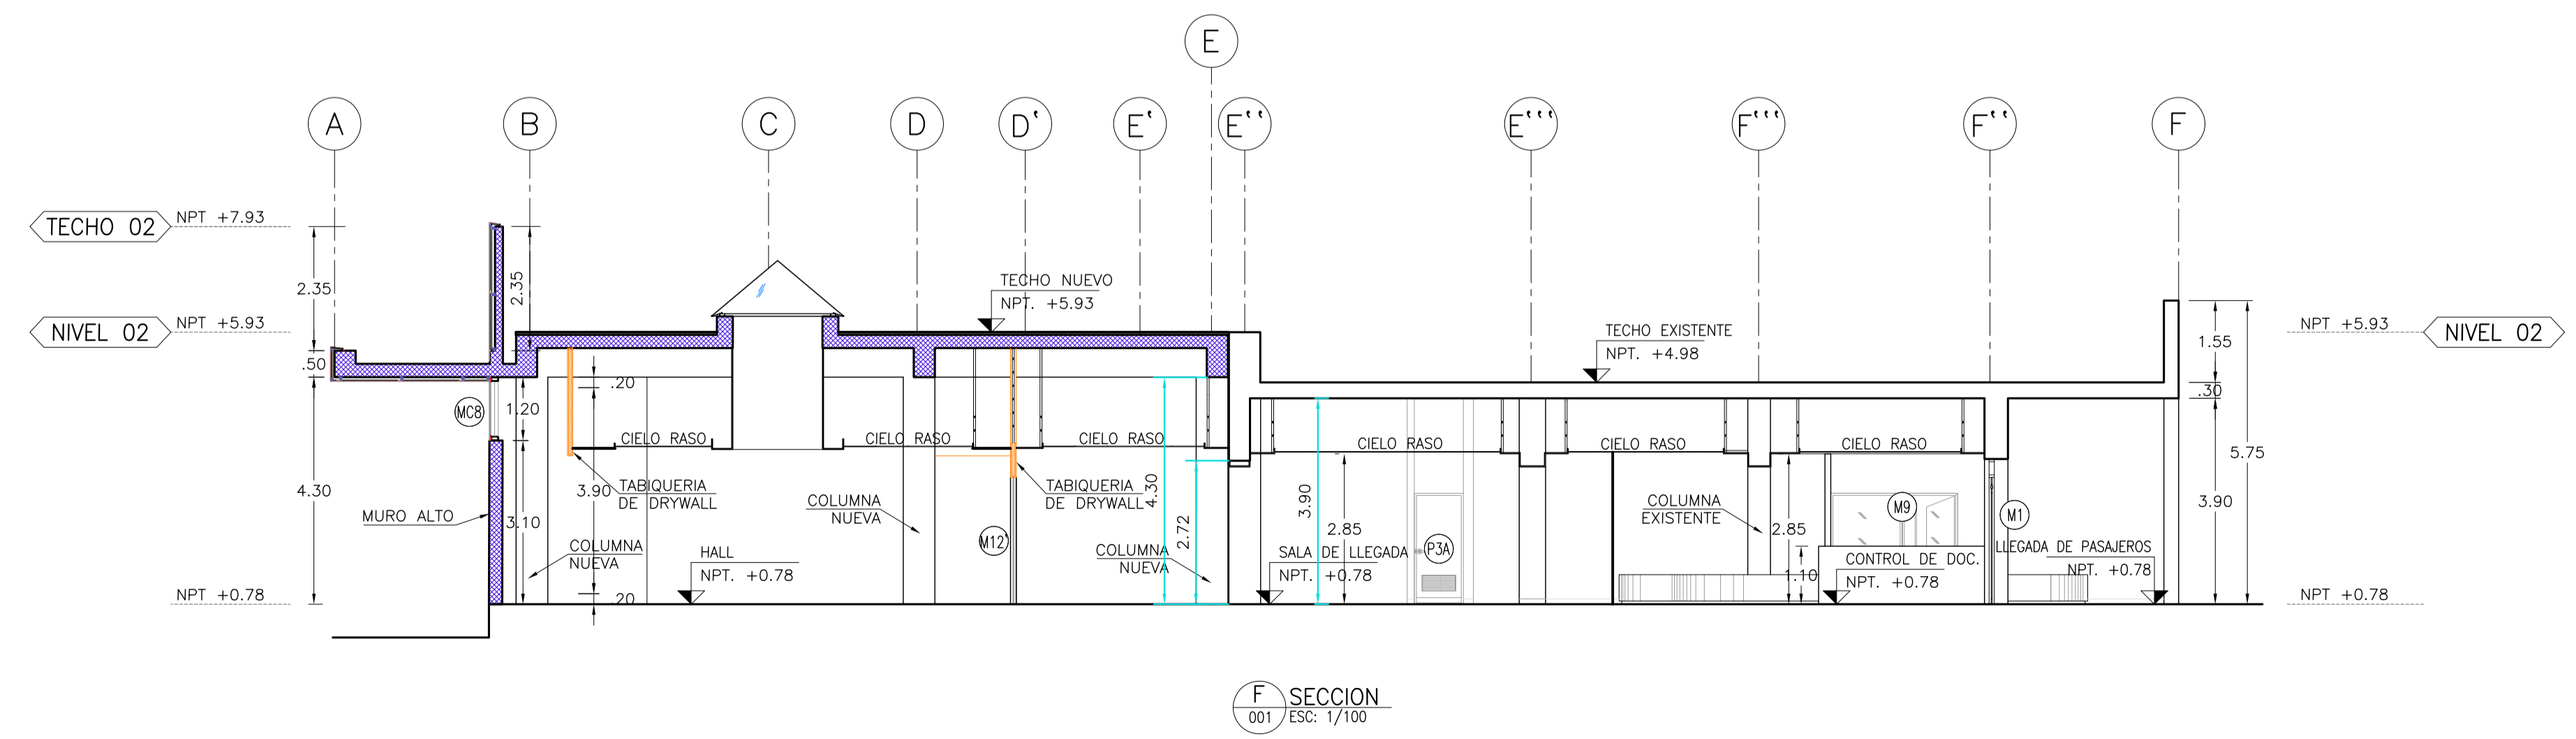 E
A
B
C
D
D'
E'
E''
E'''
F'''
F''
F
TECHO 02
NPT +7.93
2.35
2.35
TECHO NUEVO
NPT. +5.93
NIVEL 02
NPT +5.93
TECHO EXISTENTE
NPT. +4.98
NPT +5.93
NIVEL 02
1.55
.50
.20
.30
MC8
1.20
CIELO RASO
CIELO RASO
CIELO RASO
CIELO RASO
CIELO RASO
CIELO RASO
5.75
4.30
3.90
TABIQUERIA
DE DRYWALL
COLUMNA
NUEVA
TABIQUERIA
DE DRYWALL
4.30
3.90
COLUMNA
EXISTENTE
M9
3.90
MURO ALTO
3.10
2.72
2.85
2.85
M1
COLUMNA
NUEVA
HALL
NPT. +0.78
M12'
COLUMNA
NUEVA
SALA DE LLEGADA
NPT. +0.78
P3A
1.10
CONTROL DE DOC.
NPT. +0.78
LLEGADA DE PASAJEROS
NPT. +0.78
NPT +0.78
.20
NPT +0.78
F
001
SECCION
ESC: 1/100